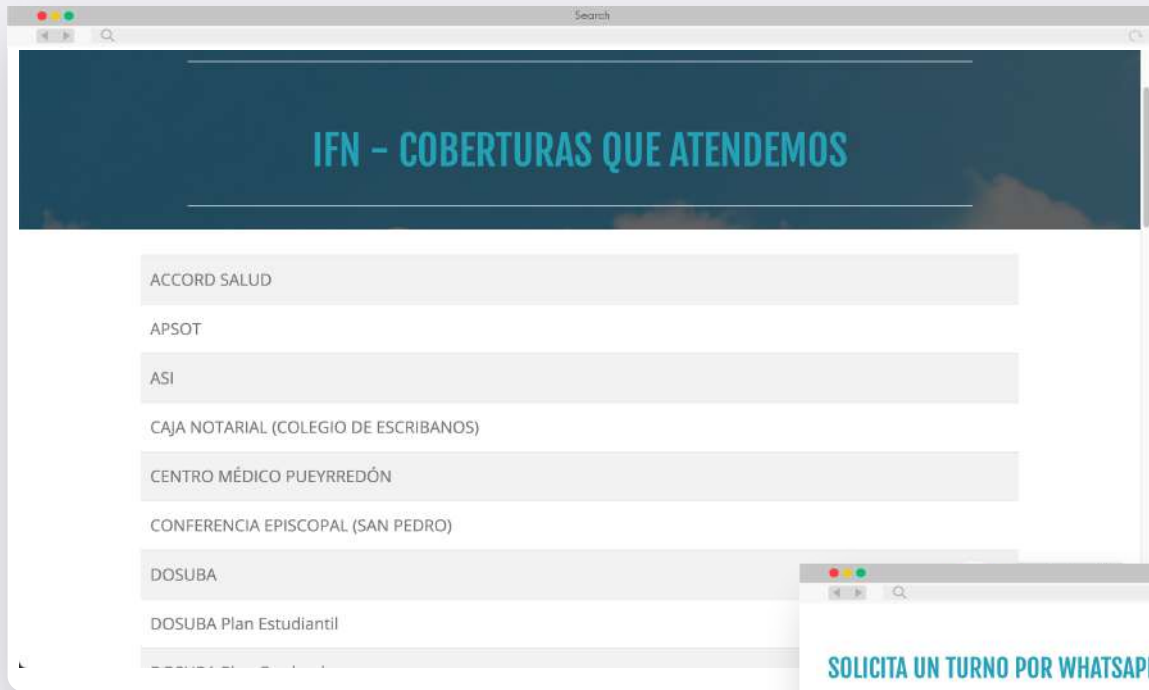 Search
IFN - COBERTURAS QUE ATENDEMOS
ACCORD SALUD
APSOT
ASI
CAJA NOTARIAL (COLEGIO DE ESCRIBANOS)
CENTRO MÉDICO PUEYRREDÓN
CONFERENCIA EPISCOPAL (SAN PEDRO)
DOSUBA
DOSUBA Plan Estudiantil
SOLICITA UN TURNO POR WHATSAPP